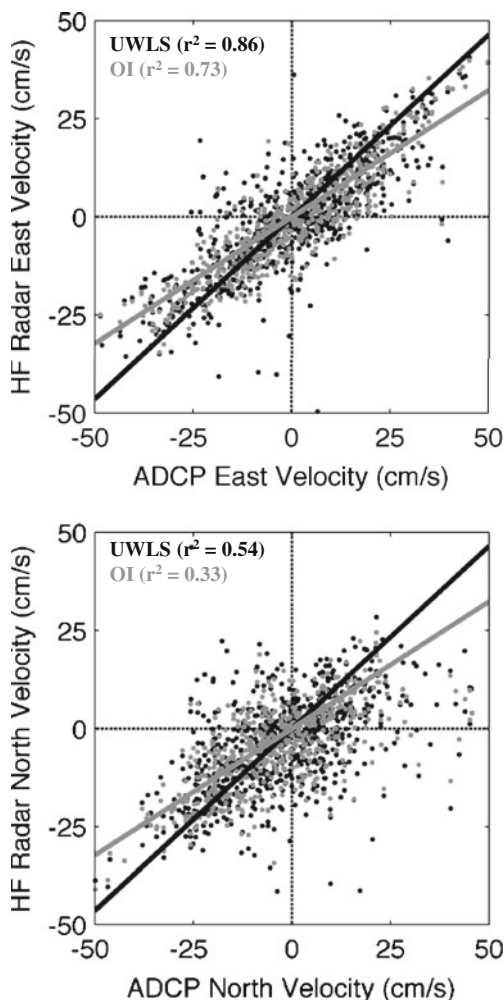 50
UWLS (r² = 0.86)
OI (r² = 0.73)
25
0
-25
-50
HF Radar East Velocity (cm/s)
-50 -25 0 25 50
ADCP East Velocity (cm/s)
50
UWLS (r² = 0.54)
OI (r² = 0.33)
25
0
-25
-50
HF Radar North Velocity (cm/s)
-50 -25 0 25 50
ADCP North Velocity (cm/s)